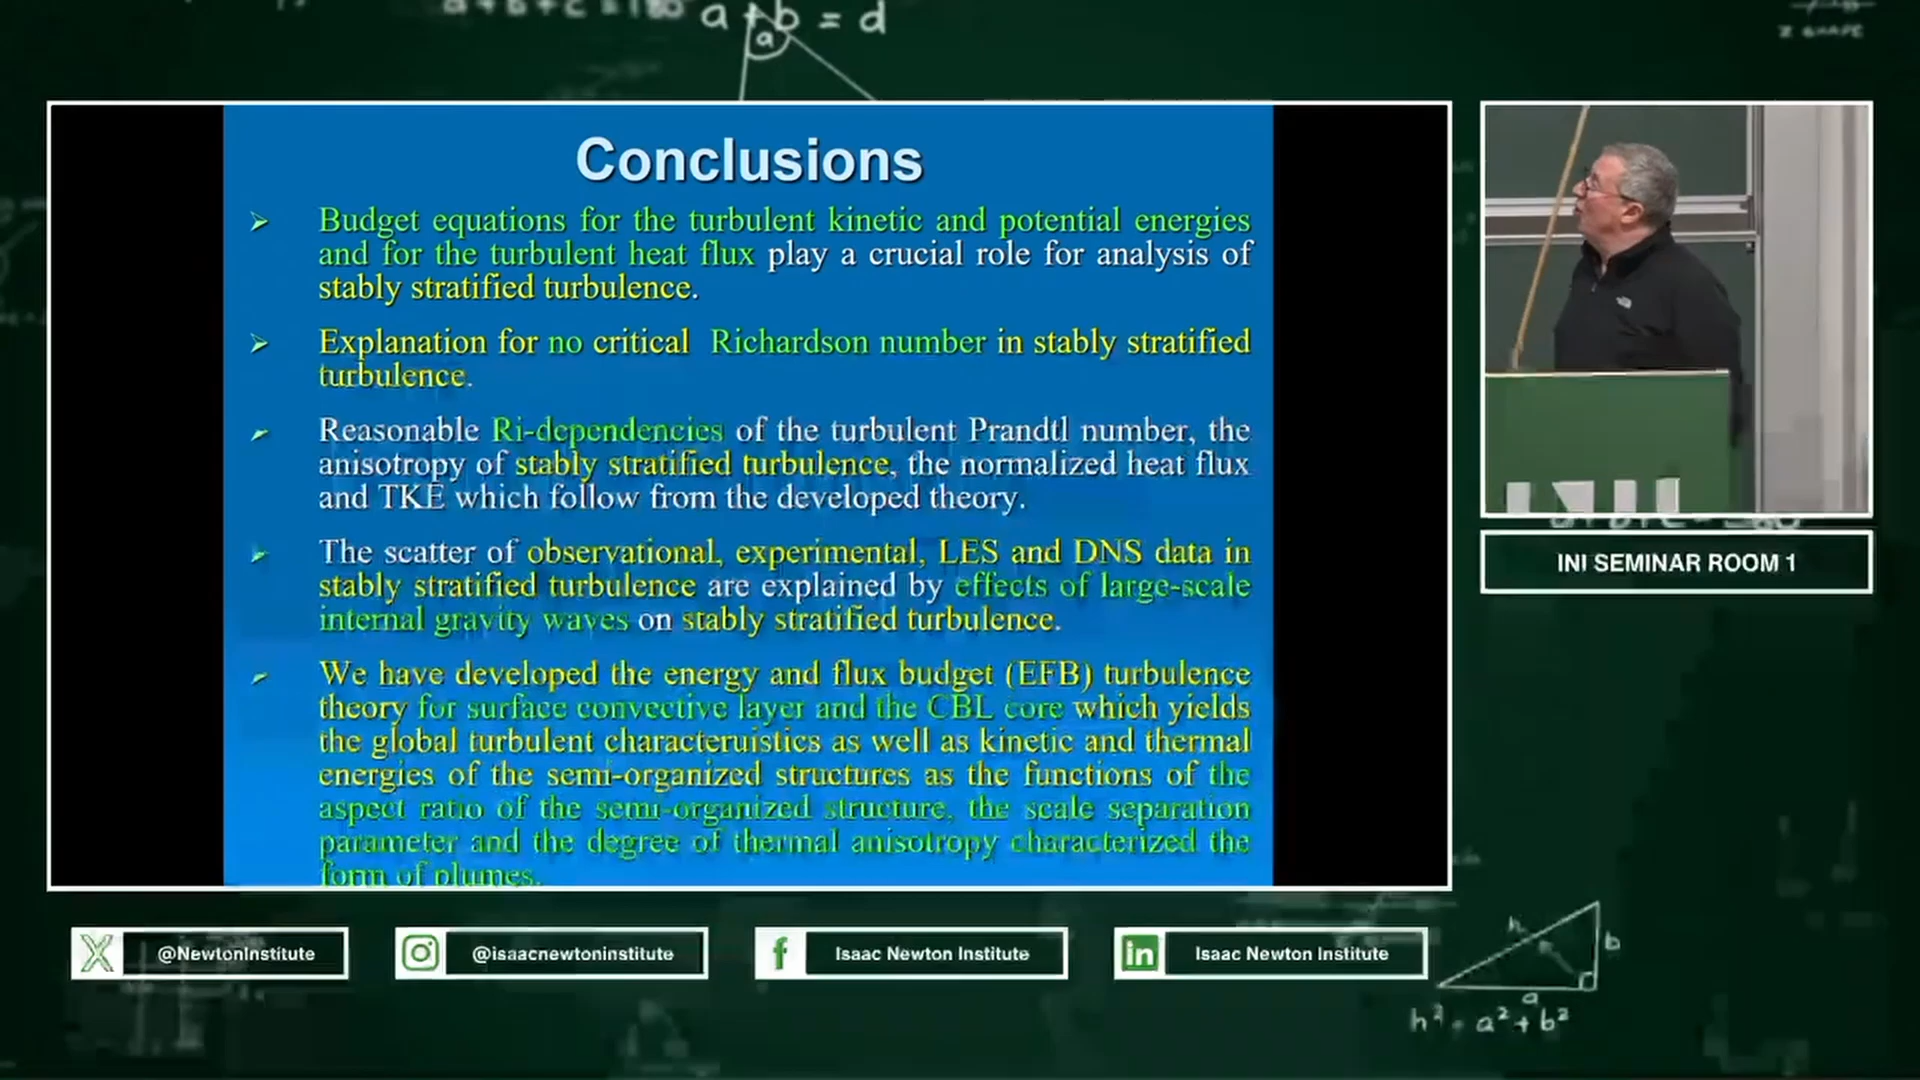 a + b + c = 180
a + b = d
a
Z SHAPE
Conclusions
Budget equations for the turbulent kinetic and potential energies
and for the turbulent heat flux play a crucial role for analysis of
stably stratified turbulence.
Explanation for no critical Richardson number in stably stratified
turbulence.
Reasonable Ri-dependencies of the turbulent Prandtl number, the
anisotropy of stably stratified turbulence, the normalized heat flux
and TKE which follow from the developed theory.
The scatter of observational, experimental, LES and DNS data in
stably stratified turbulence are explained by effects of large-scale
internal gravity waves on stably stratified turbulence.
We have developed the energy and flux budget (EFB) turbulence
theory for surface convective layer and the CBL core which yields
the global turbulent characteruistics as well as kinetic and thermal
energies of the semi-organized structures as the functions of the
aspect ratio of the semi-organized structure, the scale separation
parameter and the degree of thermal anisotropy characterized the
form of plumes.
INI SEMINAR ROOM 1
@NewtonInstitute
@isaacnewtoninstitute
f
Isaac Newton Institute
in
Isaac Newton Institute
h
b
a
h² = a² + b²